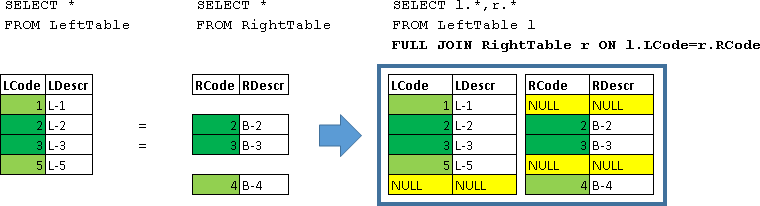 SELECT *
FROM LeftTable
SELECT *
FROM RightTable
SELECT l.*,r.*
FROM LeftTable l
FULL JOIN RightTable r ON l.LCode=r.RCode
LCode LDescr
1 L-1
2 L-2
3 L-3
5 L-5
=
=
RCode RDescr
2 B-2
3 B-3
4 B-4
LCode LDescr RCode RDescr
1 L-1 NULL NULL
2 L-2 2 B-2
3 L-3 3 B-3
5 L-5 NULL NULL
NULL NULL 4 B-4